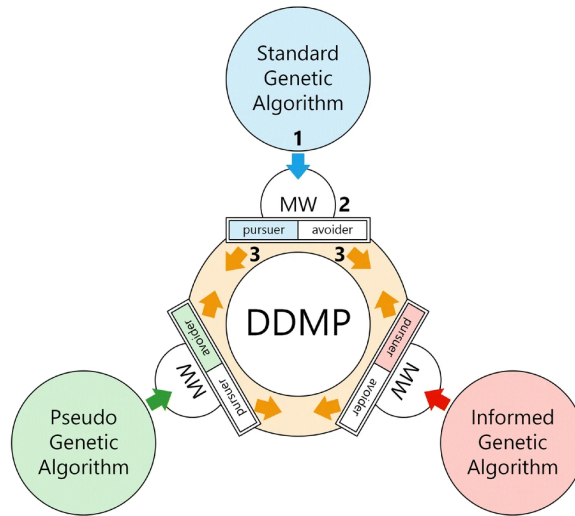 Standard
Genetic
Algorithm
1
MW 2
pursuer avoider
3 3
DDMP
avoider
pursuer
MW
pursuer
avoider
MW
Pseudo
Genetic
Algorithm
Informed
Genetic
Algorithm